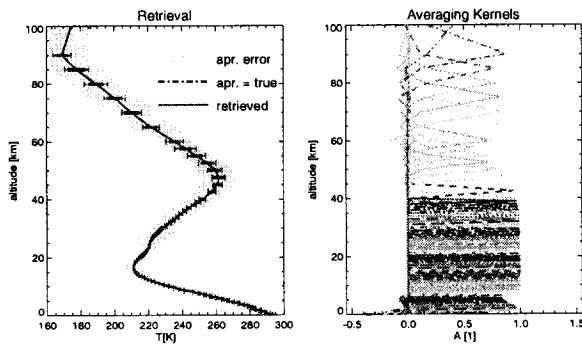 Retrieval
100
80
60
40
20
0
altitude [km]
apr. error
apr. = true
retrieved
160 180 200 220 240 260 280 300
T[K]
Averaging Kernels
100
80
60
40
20
0
altitude [km]
-0.5 0.0 0.5 1.0 1.5
A [1]